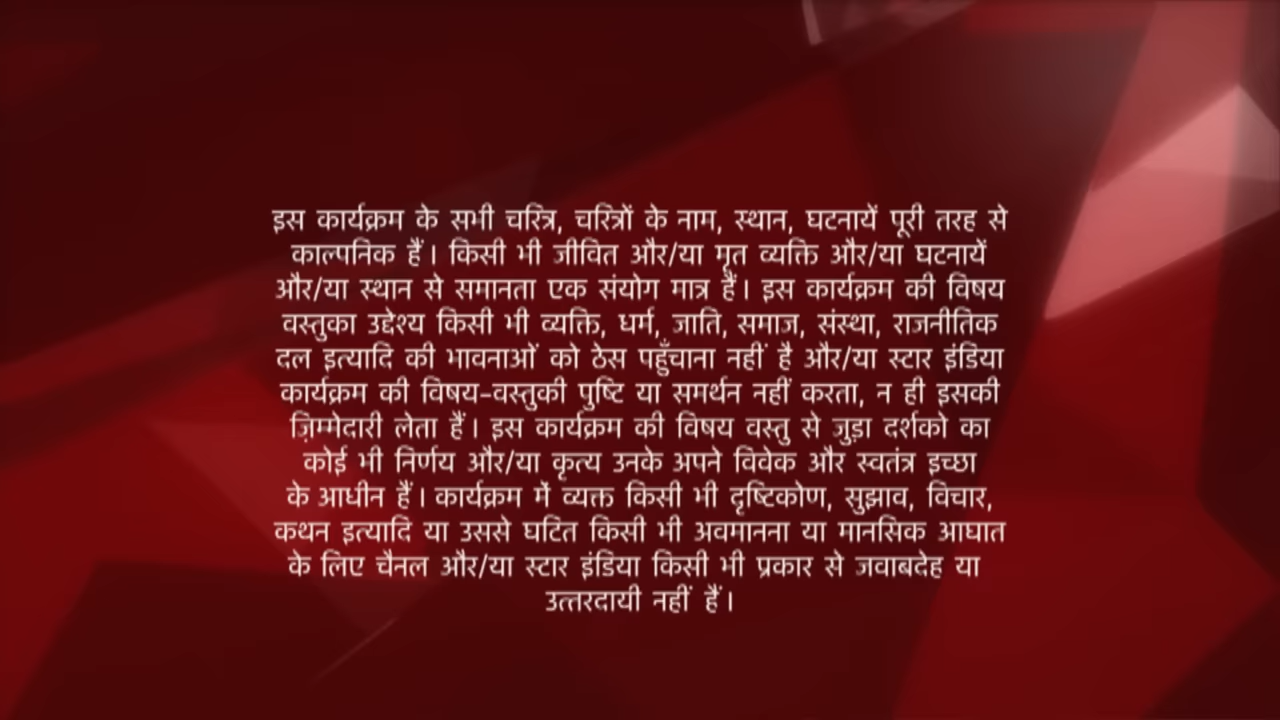 इस कार्यक्रम के सभी चरित्र, चरित्रों के नाम, स्थान, घटनायें पूरी तरह से
काल्पनिक हैं। किसी भी जीवित और/या मृत व्यक्ति और/या घटनायें
और/या स्थान से समानता एक संयोग मात्र हैं। इस कार्यक्रम की विषय
वस्तुका उद्देश्य किसी भी व्यक्ति, धर्म, जाति, समाज, संस्था, राजनीतिक
दल इत्यादि की भावनाओं को ठेस पहुँचाना नहीं है और/या स्टार इंडिया
कार्यक्रम की विषय-वस्तुकी पुष्टि या समर्थन नहीं करता, न ही इसकी
ज़िम्मेदारी लेता हैं। इस कार्यक्रम की विषय वस्तु से जुड़ा दर्शको का
कोई भी निर्णय और/या कृत्य उनके अपने विवेक और स्वतंत्र इच्छा
के आधीन हैं। कार्यक्रम में व्यक्त किसी भी दृष्टिकोण, सुझाव, विचार,
कथन इत्यादि या उससे घटित किसी भी अवमानना या मानसिक आघात
के लिए चैनल और/या स्टार इंडिया किसी भी प्रकार से जवाबदेह या
उत्तरदायी नहीं हैं।